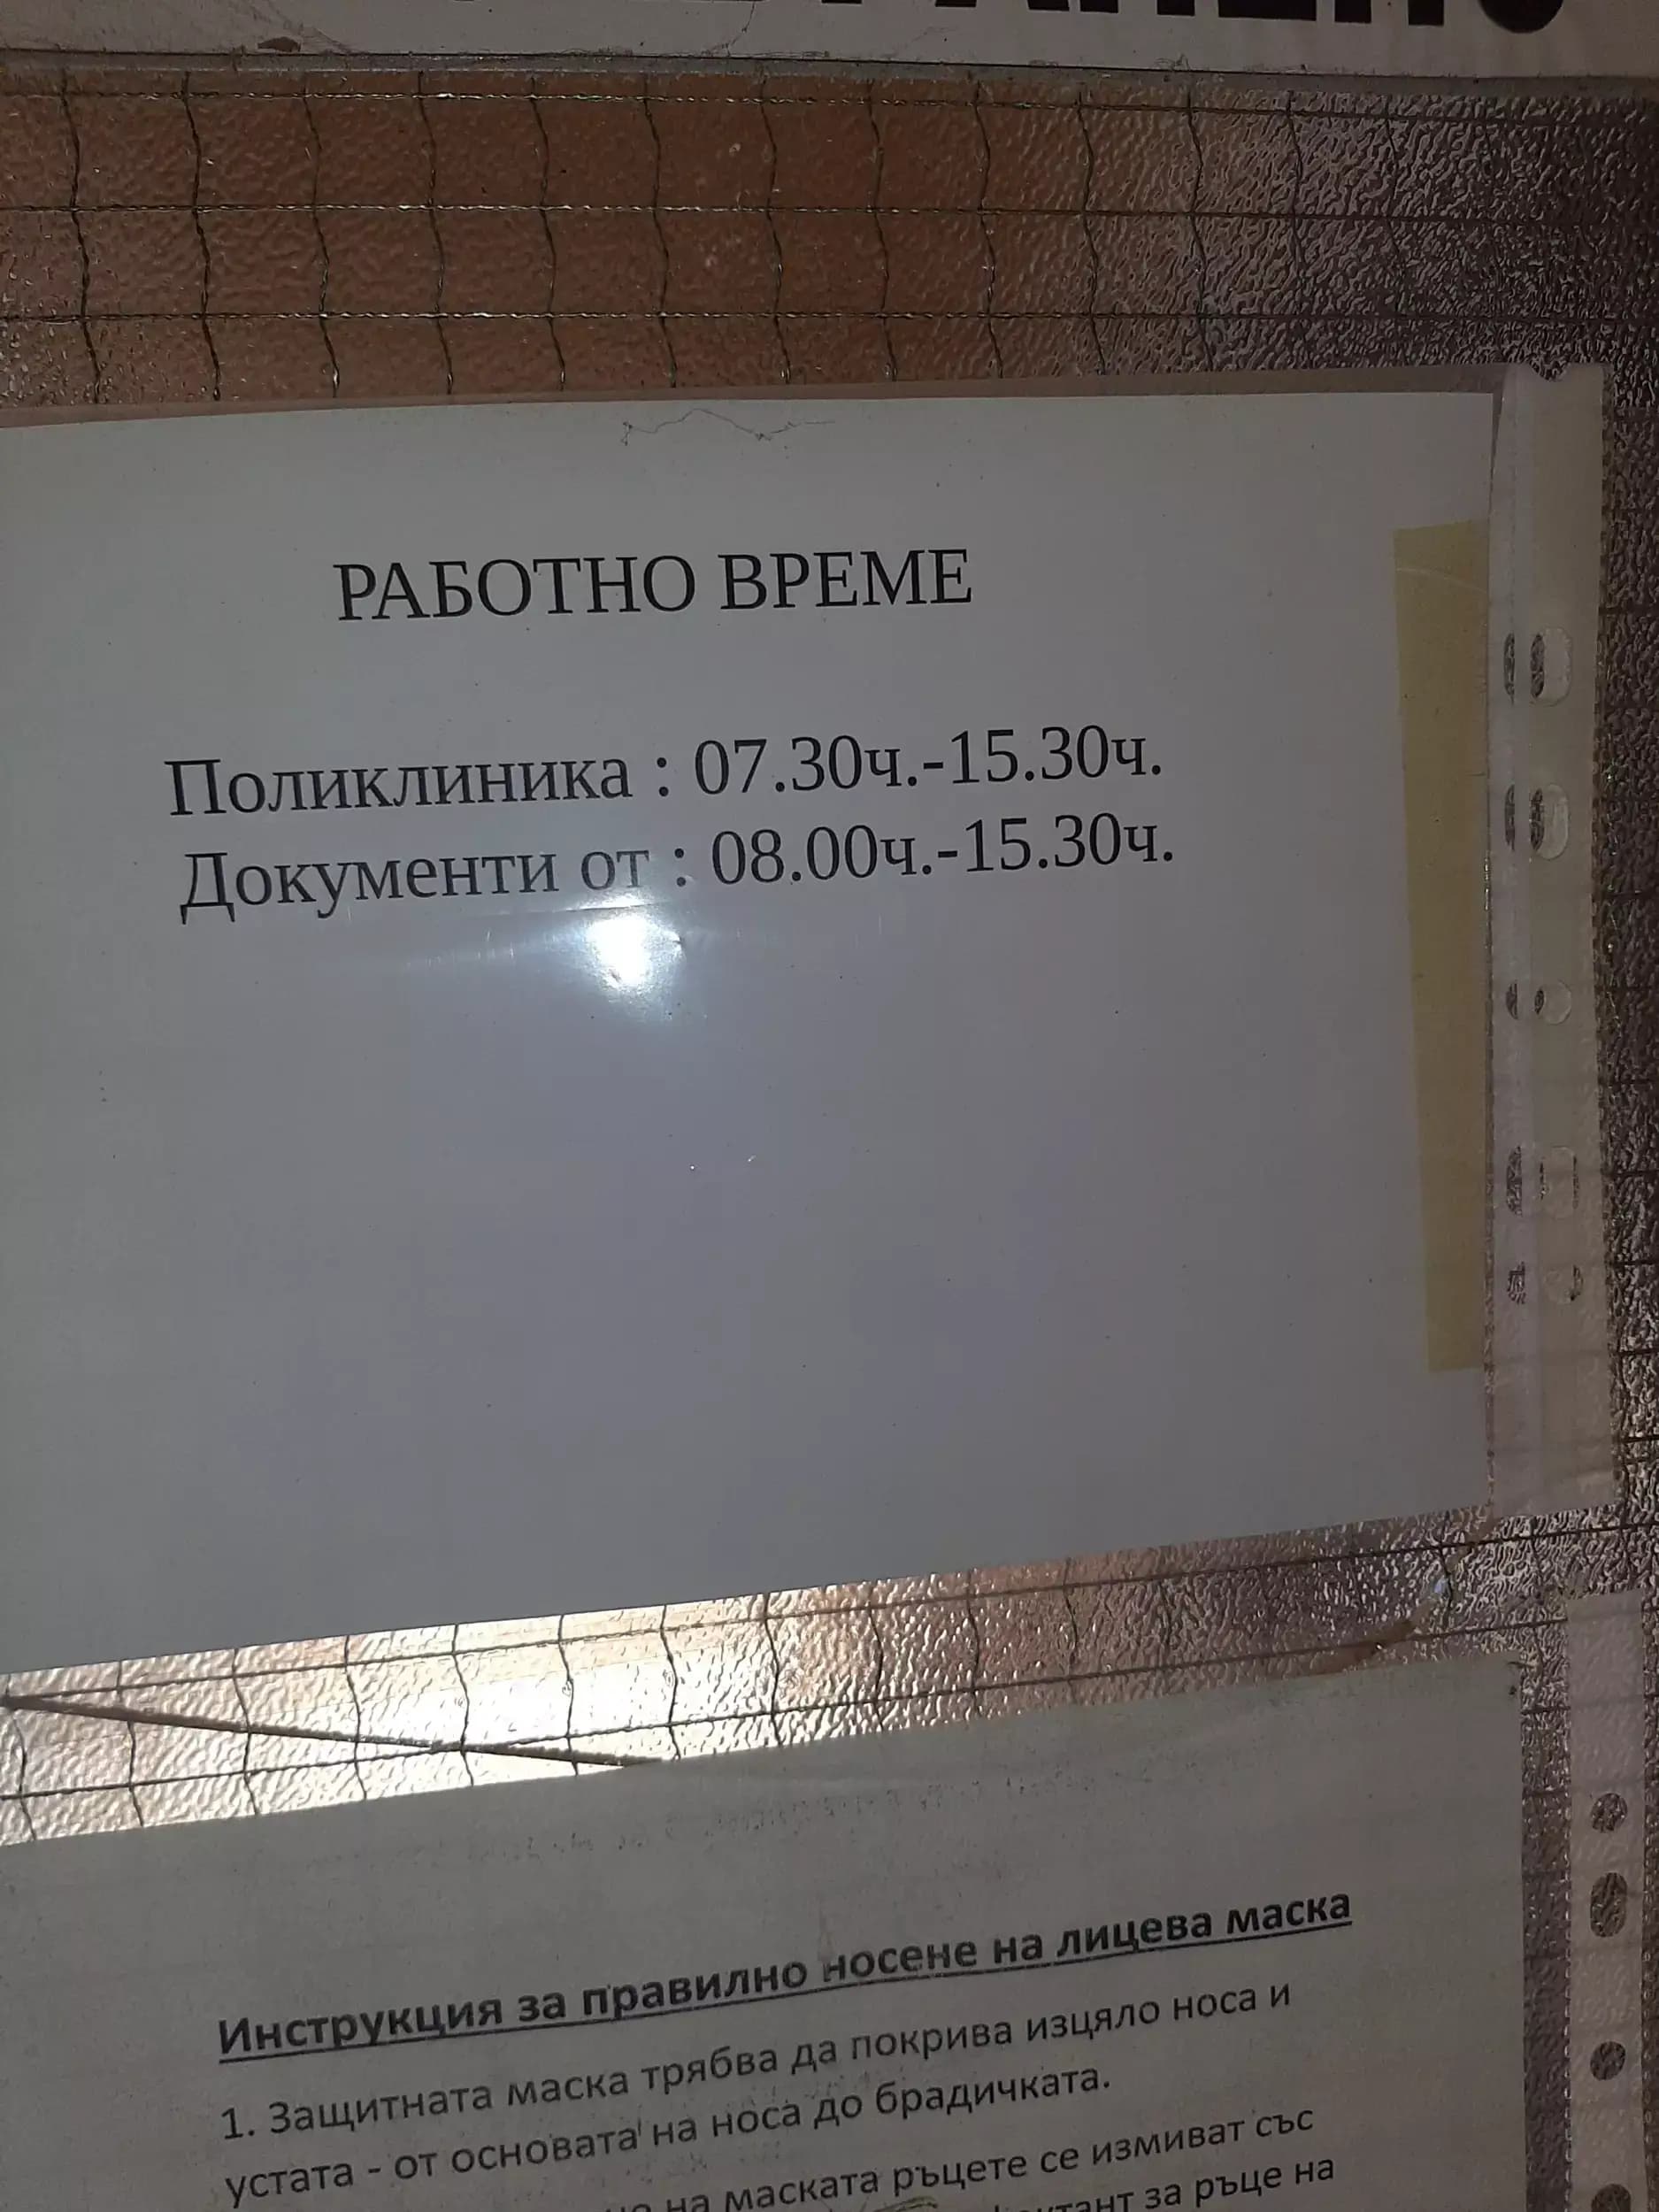 РАБОТНО ВРЕМЕ
Поликлиника : 07.30ч.-15.30ч.
Документи от : 08.00ч.-15.30ч.
Инструкция за правилно носене на лицева маска
1. Защитната маска трябва да покрива изцяло носа и
устата - от основата на носа до брадичката.
на маската ръцете се измиват със
за ръце на